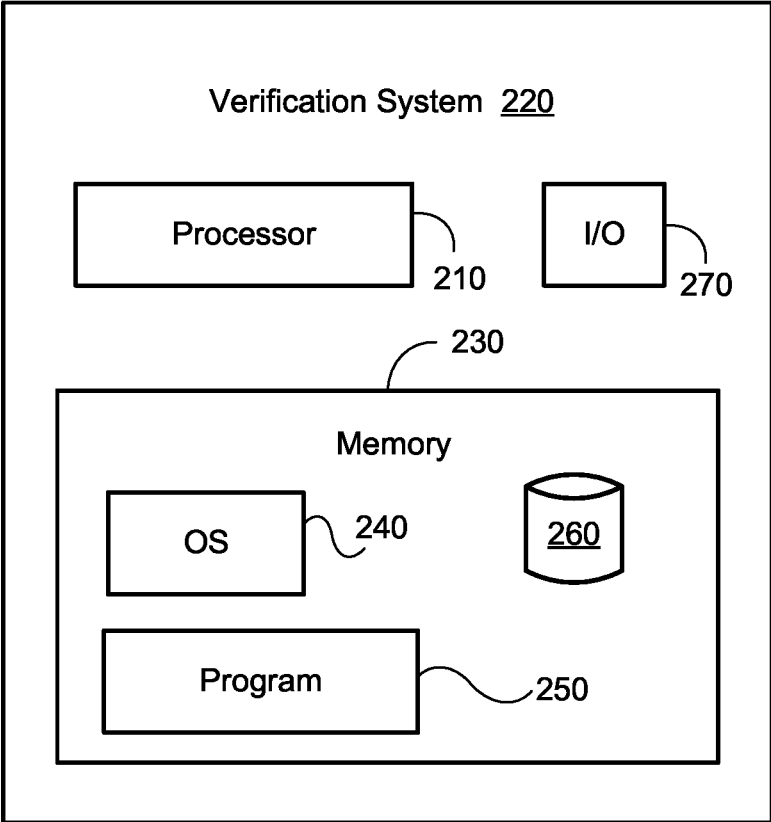 Verification System 220
Processor
I/O
210
270
230
Memory
OS
240
260
Program
250